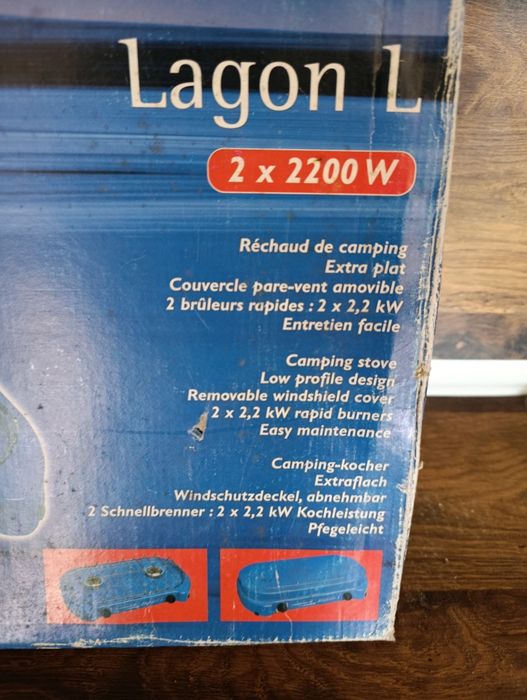 Lagon L
2 x 2200 W
Réchaud de camping
Extra plat
Couvercle pare-vent amovible
2 brûleurs rapides : 2 x 2,2 kW
Entretien facile
Camping stove
Low profile design
Removable windshield cover
2 x 2,2 kW rapid burners
Easy maintenance
Camping-kocher
Extraflach
Windschutzdeckel, abnehmbar
2 Schnellbrenner : 2 x 2,2 kW Kochleistung
Pfegeleicht